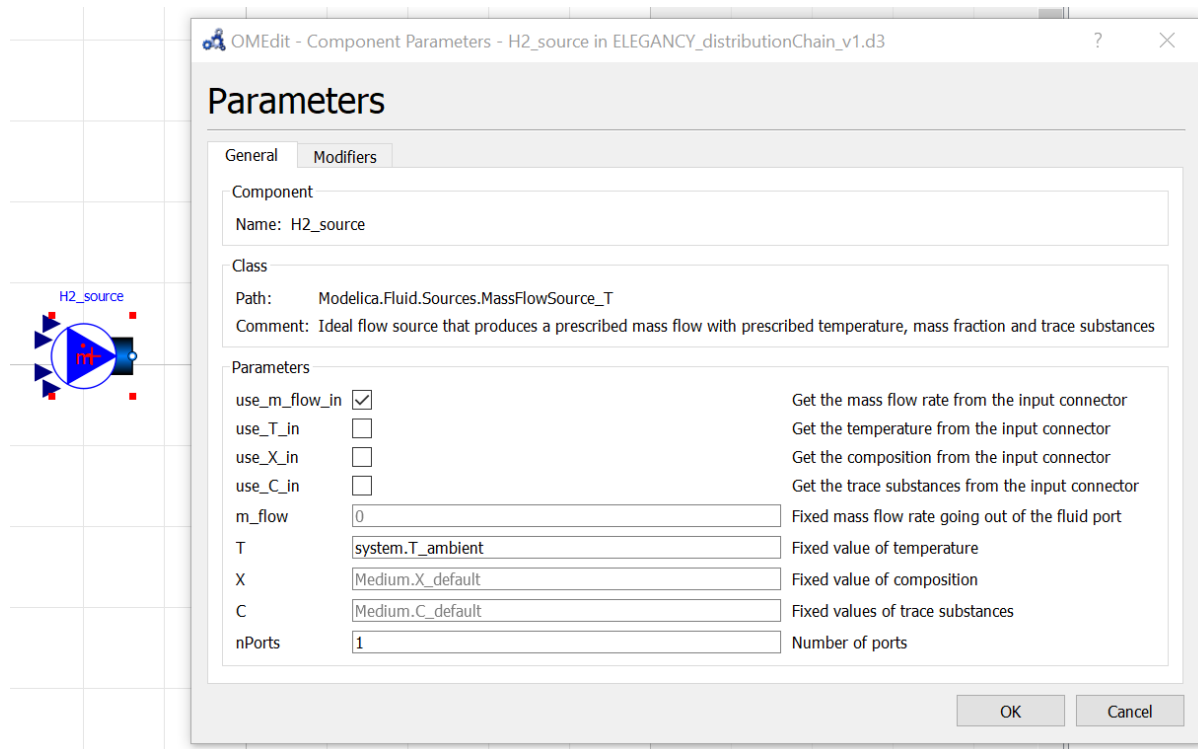 OMEdit - Component Parameters - H2_source in ELEGANCY_distributionChain_v1.d3 ?
Parameters
General Modifiers
Component
Name: H2_source
Class
Path: Modelica.Fluid.Sources.MassFlowSource_T
Comment: Ideal flow source that produces a prescribed mass flow with prescribed temperature, mass fraction and trace substances
Parameters
use_m_flow_in Get the mass flow rate from the input connector
use_T_in Get the temperature from the input connector
use_X_in Get the composition from the input connector
use_C_in Get the trace substances from the input connector
m_flow 0 Fixed mass flow rate going out of the fluid port
T system.T_ambient Fixed value of temperature
X Medium.X_default Fixed value of composition
C Medium.C_default Fixed values of trace substances
nPorts 1 Number of ports
OK Cancel
H2_source
m